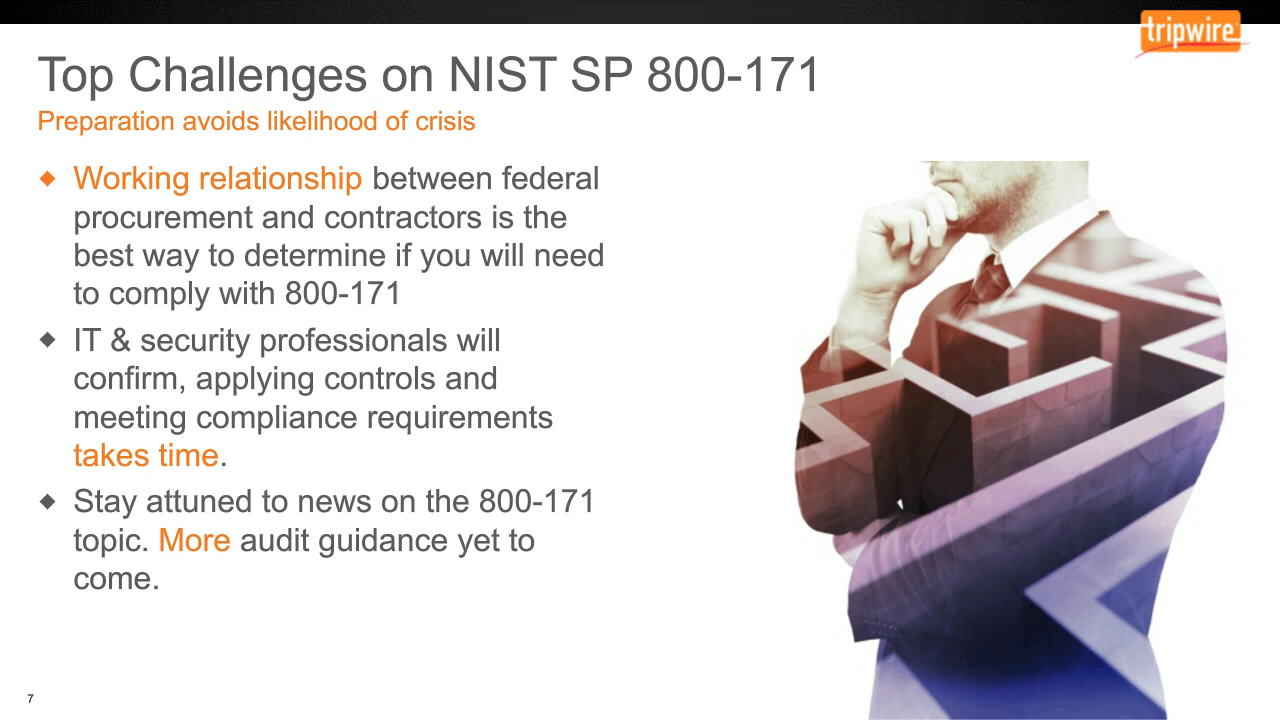 tripwire
Top Challenges on NIST SP 800-171
Preparation avoids likelihood of crisis
Working relationship between federal
procurement and contractors is the
best way to determine if you will need
to comply with 800-171
IT & security professionals will
confirm, applying controls and
meeting compliance requirements
takes time.
Stay attuned to news on the 800-171
topic. More audit guidance yet to
come.
7